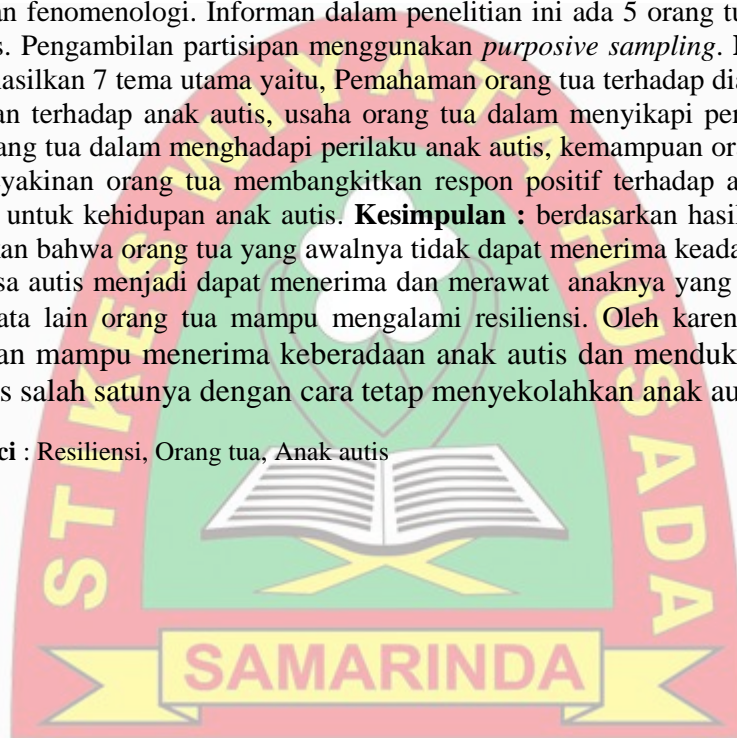 an fenomenologi. Informan dalam penelitian ini ada 5 orang tu
s. Pengambilan partisipan menggunakan purposive sampling.
asilkan 7 tema utama yaitu, Pemahaman orang tua terhadap dia
an terhadap anak autis, usaha orang tua dalam menyikapi per
ang tua dalam menghadapi perilaku anak autis, kemampuan ora
yakinan orang tua membangkitkan respon positif terhadap a
untuk kehidupan anak autis. Kesimpulan : berdasarkan hasil
kan bahwa orang tua yang awalnya tidak dapat menerima keada
sa autis menjadi dapat menerima dan merawat anaknya yang
ata lain orang tua mampu mengalami resiliensi. Oleh karen
an mampu menerima keberadaan anak autis dan menduk
s salah satunya dengan cara tetap menyekolahkan anak au
ci : Resiliensi, Orang tua, Anak autis
STIKES WIYATA HUSADA
SAMARINDA